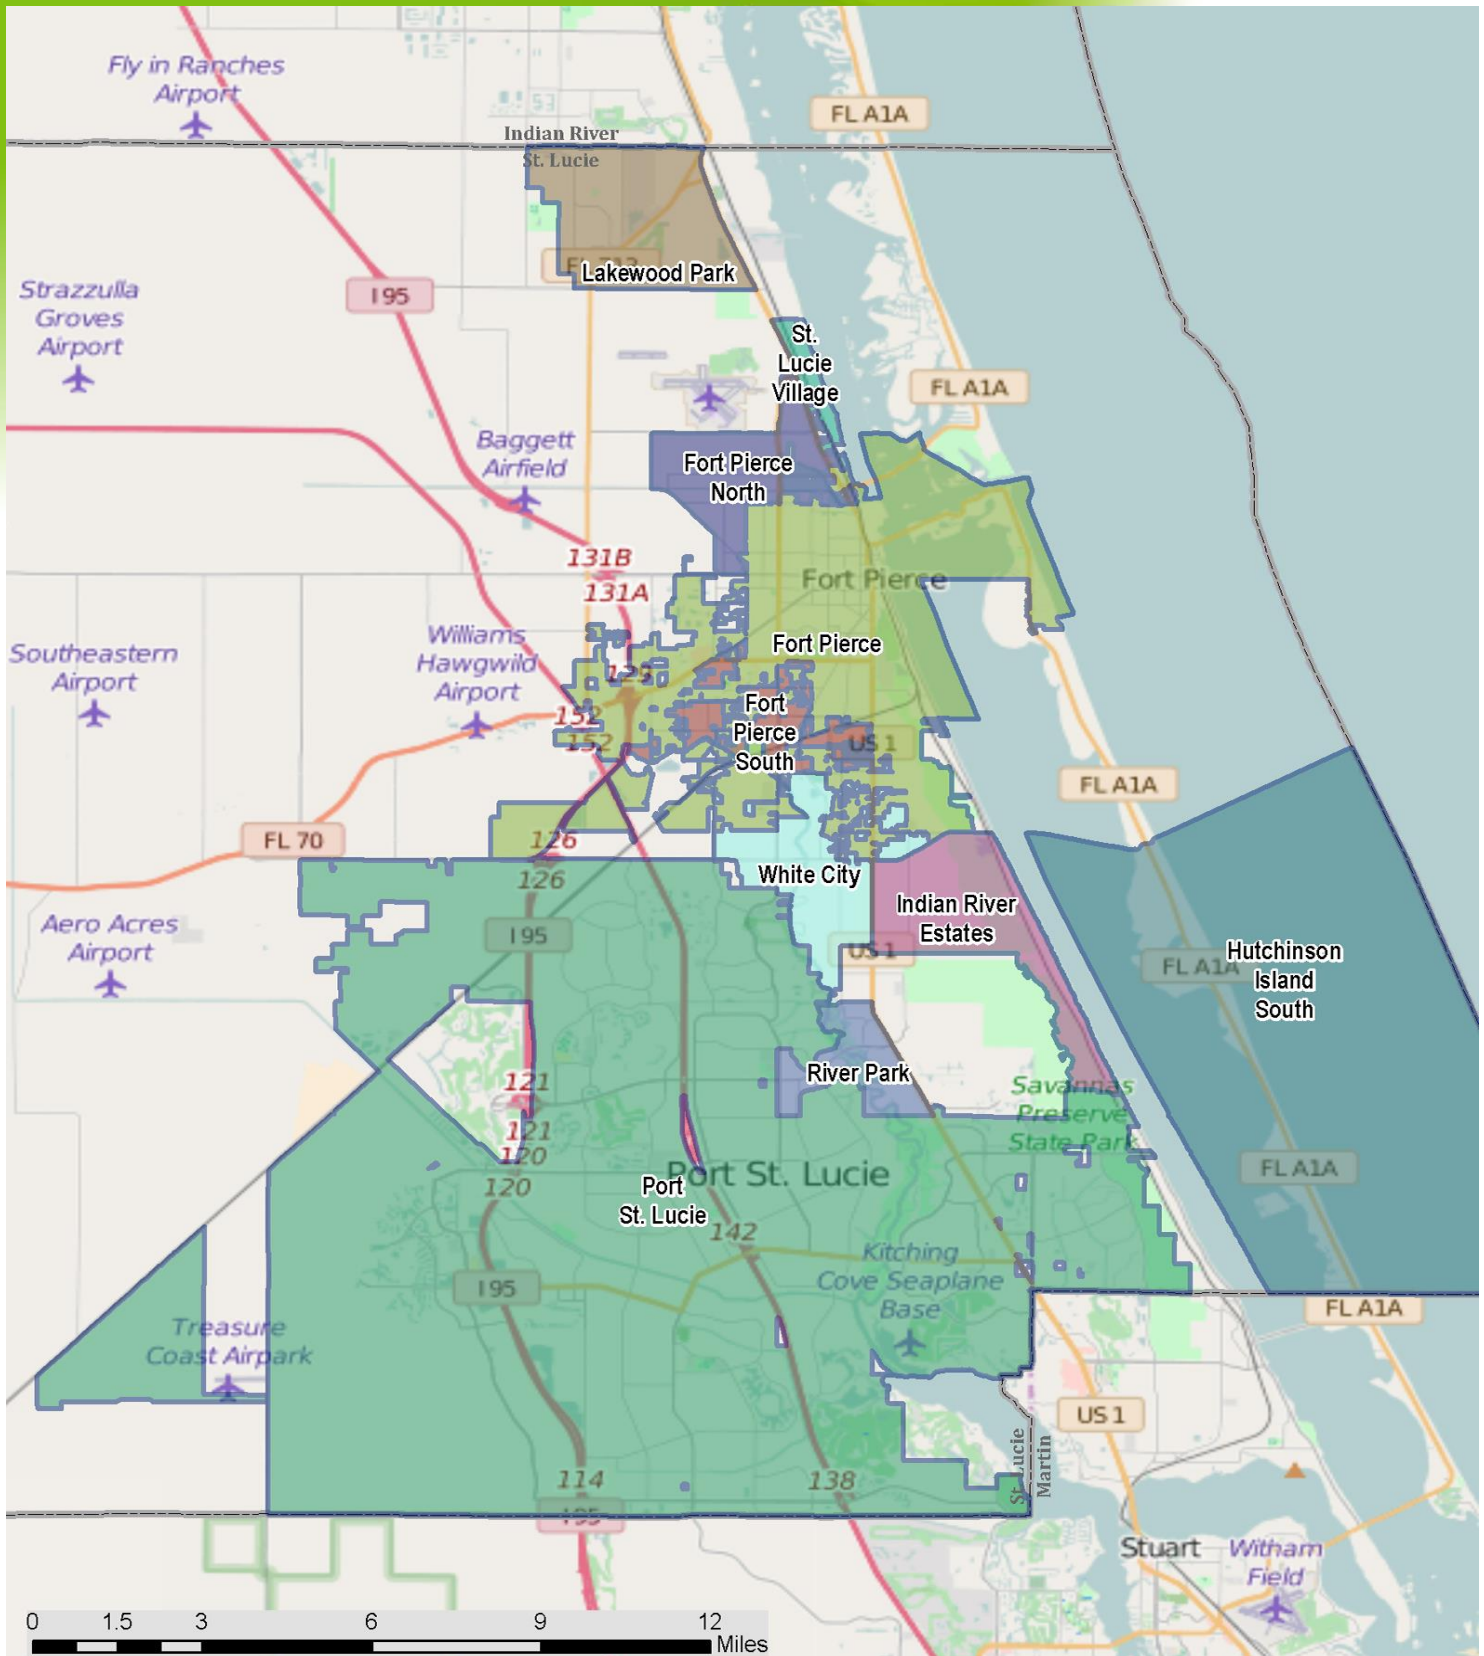 Fly in Ranches
Airport
FL A1A
53
Indian River
St. Lucie
Lakewood Park
I 95
Strazzulla
Groves
Airport
St.
Lucie
Village
FL A1A
Baggett
Airfield
Fort Pierce
North
131B
131A
Fort Pierce
Williams
Hawgwild
Airport
Fort Pierce
Southeastern
Airport
129
152
152
Fort
Pierce
South
US 1
FL A1A
FL 70
126
126
White City
Indian River
Estates
I 95
US 1
Aero Acres
Airport
FL A1A
Hutchinson
Island
South
121
River Park
Savannas
Preserve
State Park
121
120
120
Port St. Lucie
Port
St. Lucie
FL A1A
142
Kitching
Cove Seaplane
Base
I 95
FL A1A
Treasure
Coast Airpark
US 1
St. Lucie
Martin
114
138
I 95
Stuart
Witham
Field
0 1.5 3 6 9 12
Miles